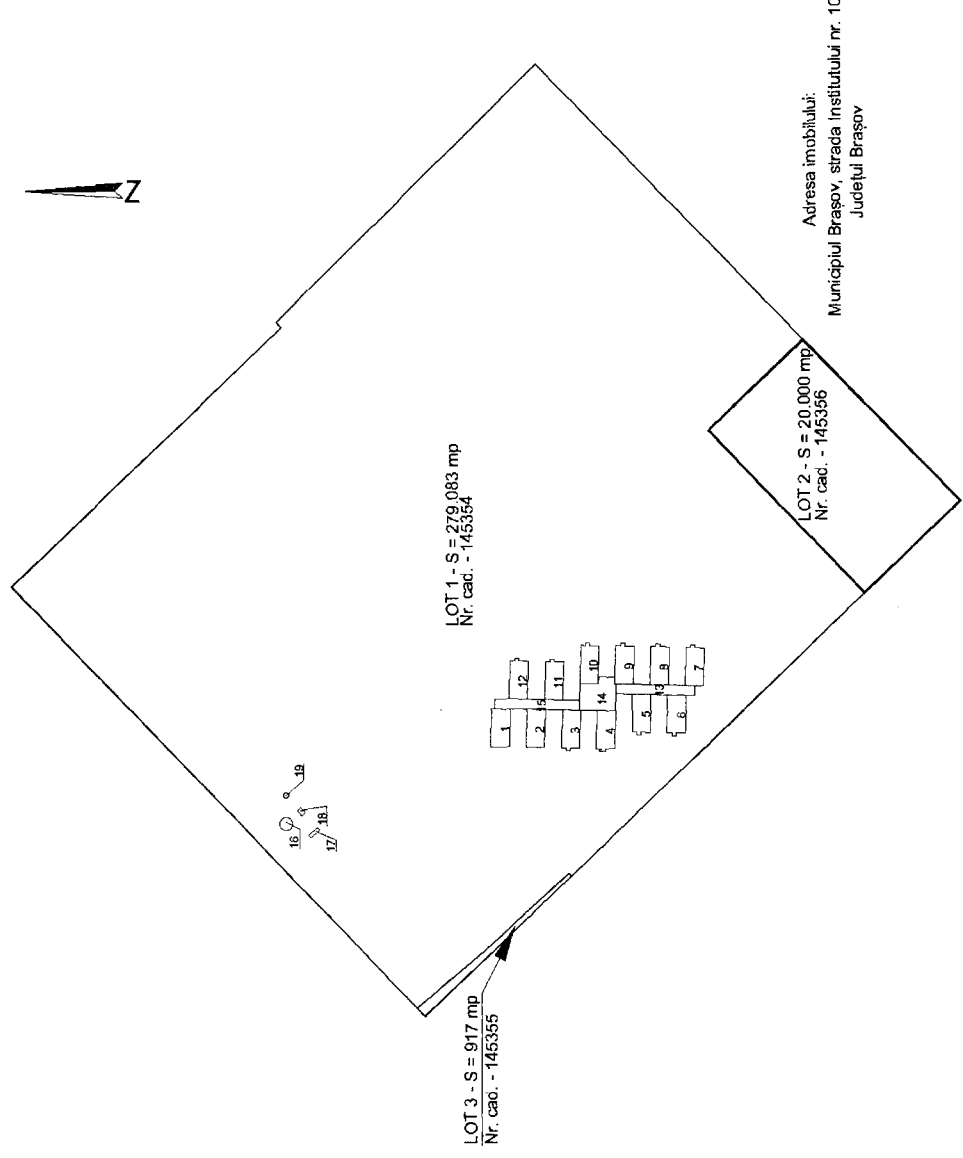 N
19
16
18
17
LOT 1 - S = 279.083 mp
Nr. cad. - 145354
LOT 3 - S = 917 mp
Nr. cad. - 145355
1
12
2
15
11
3
10
14
4
9
5
8
13
6
7
LOT 2 - S = 20.000 mp
Nr. cad. - 145356
Adresa imobilului:
Municipiul Brașov, strada Institutului nr. 10
Județul Brașov